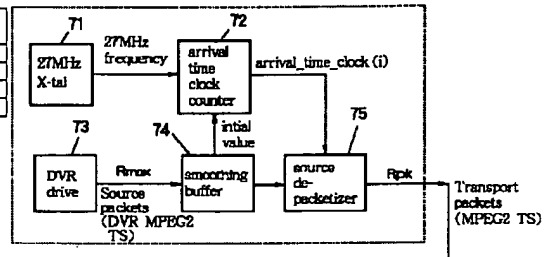 71
27MHz
X-tal
27MHz
frequency
72
arrival
time
clock
counter
arrival_time_clock (i)
intial
value
73
DVR
drive
Rmax
Source
packets
(DVR MPEG2
TS)
74
smoothing
buffer
75
source
de-
packetizer
Rpk
Transport
packets
(MPEG2 TS)